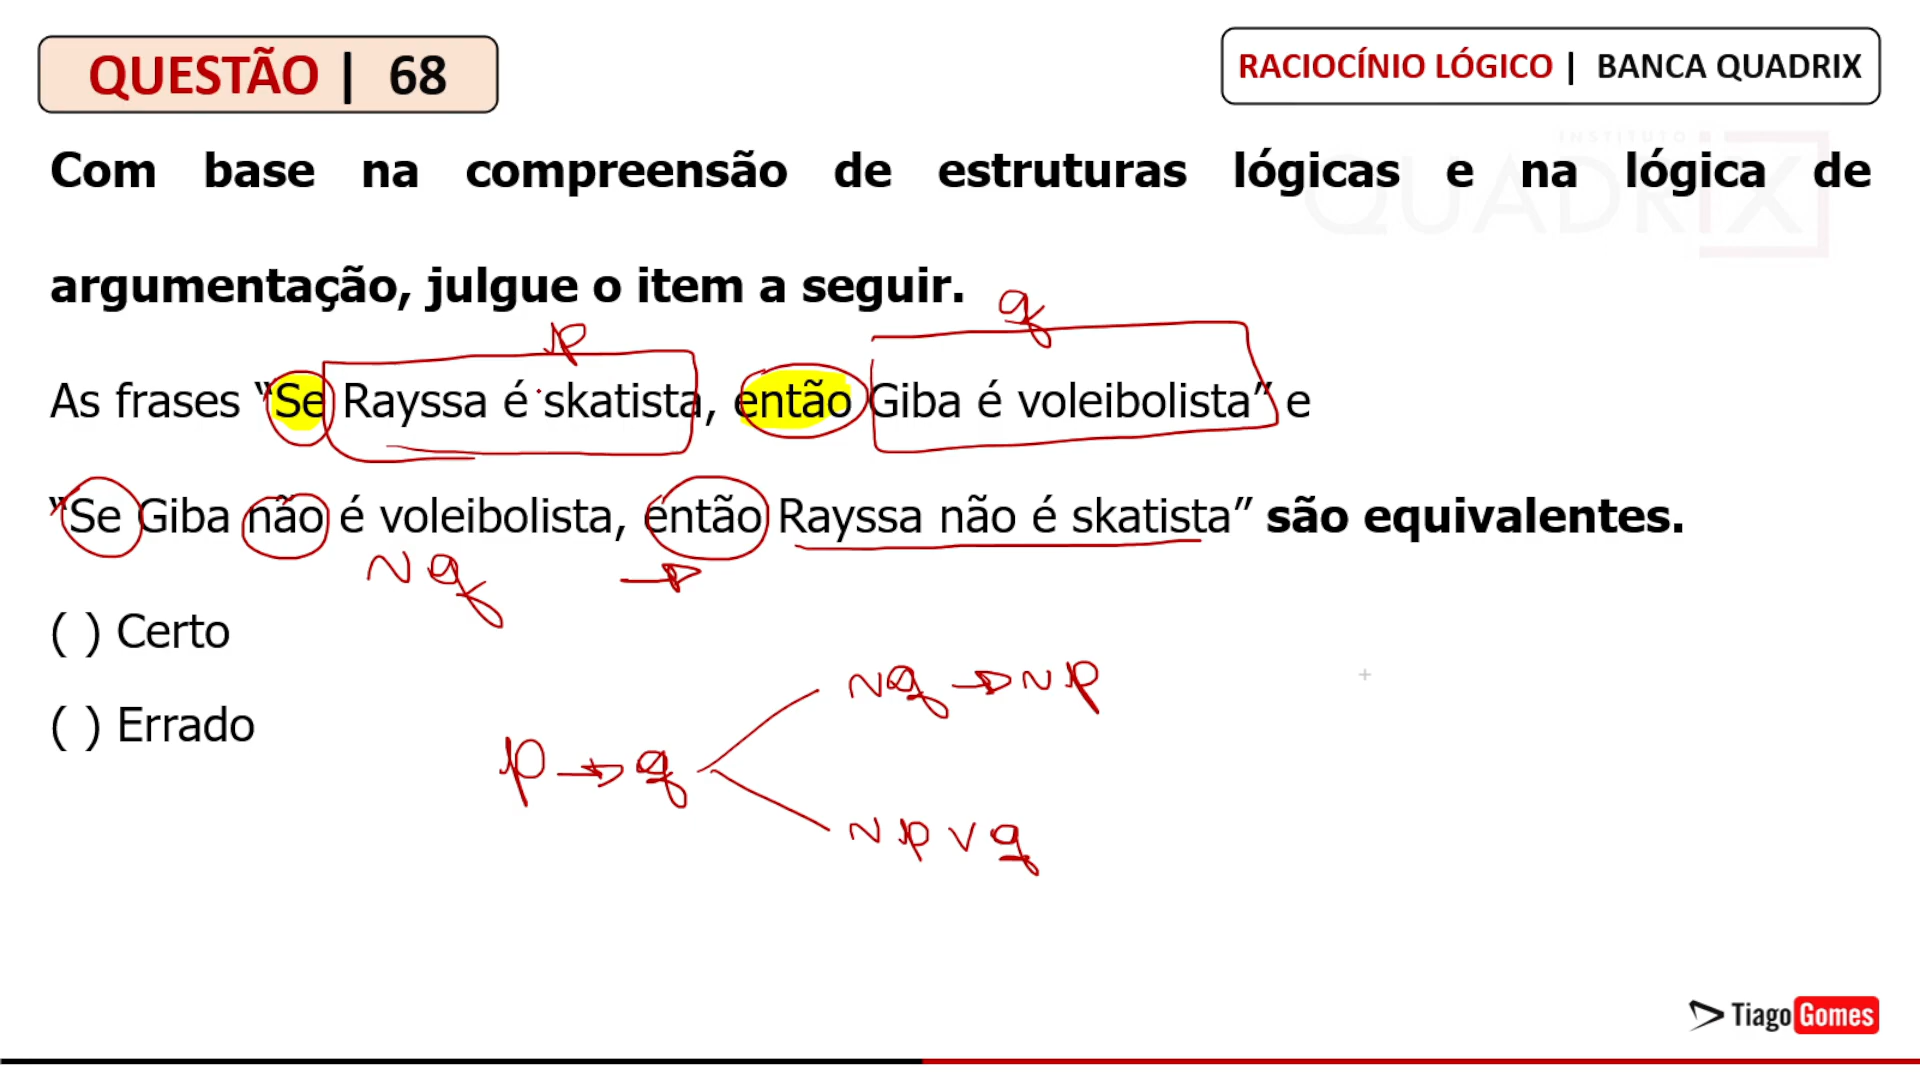 QUESTÃO | 68
RACIOCÍNIO LÓGICO | BANCA QUADRIX
INSTITUTO
QUADRIX
Com base na compreensão de estruturas lógicas e na lógica de
argumentação, julgue o item a seguir.
p
q
As frases “Se Rayssa é skatista, então Giba é voleibolista” e
“Se Giba não é voleibolista, então Rayssa não é skatista” são equivalentes.
~q →
( ) Certo
~q → ~p
( ) Errado
p → q
~p ∨ q
Tiago Gomes